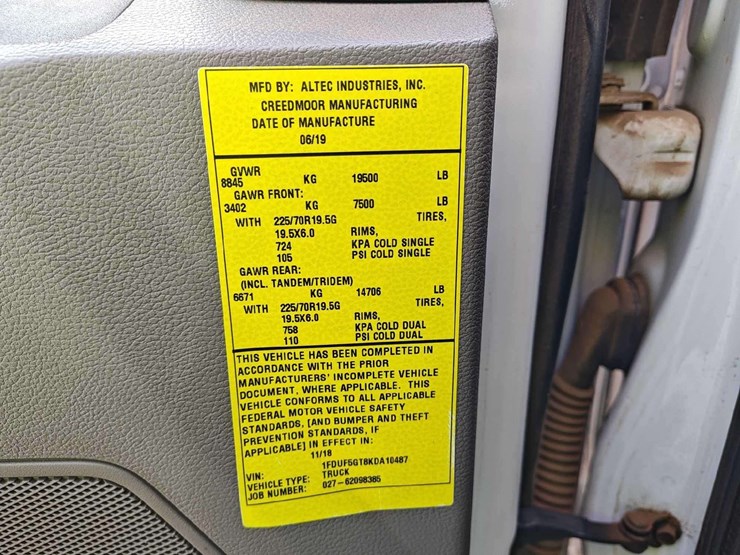 MFD BY: ALTEC INDUSTRIES, INC.
CREEDMOOR MANUFACTURING
DATE OF MANUFACTURE
06/19
GVWR
8845 KG 19500 LB
GAWR FRONT:
3402 KG 7500 LB
WITH 225/70R19.5G TIRES,
19.5X6.0 RIMS,
724 KPA COLD SINGLE
105 PSI COLD SINGLE
GAWR REAR:
(INCL. TANDEM/TRIDEM)
6671 KG 14706 LB
WITH 225/70R19.5G TIRES,
19.5X6.0 RIMS,
758 KPA COLD DUAL
110 PSI COLD DUAL
THIS VEHICLE HAS BEEN COMPLETED IN
ACCORDANCE WITH THE PRIOR
MANUFACTURERS' INCOMPLETE VEHICLE
DOCUMENT, WHERE APPLICABLE. THIS
VEHICLE CONFORMS TO ALL APPLICABLE
FEDERAL MOTOR VEHICLE SAFETY
STANDARDS, [AND BUMPER AND THEFT
PREVENTION STANDARDS, IF
APPLICABLE] IN EFFECT IN:
11/18
VIN: 1FDUF5GT8KDA10487
VEHICLE TYPE: TRUCK
JOB NUMBER: 027-62098385